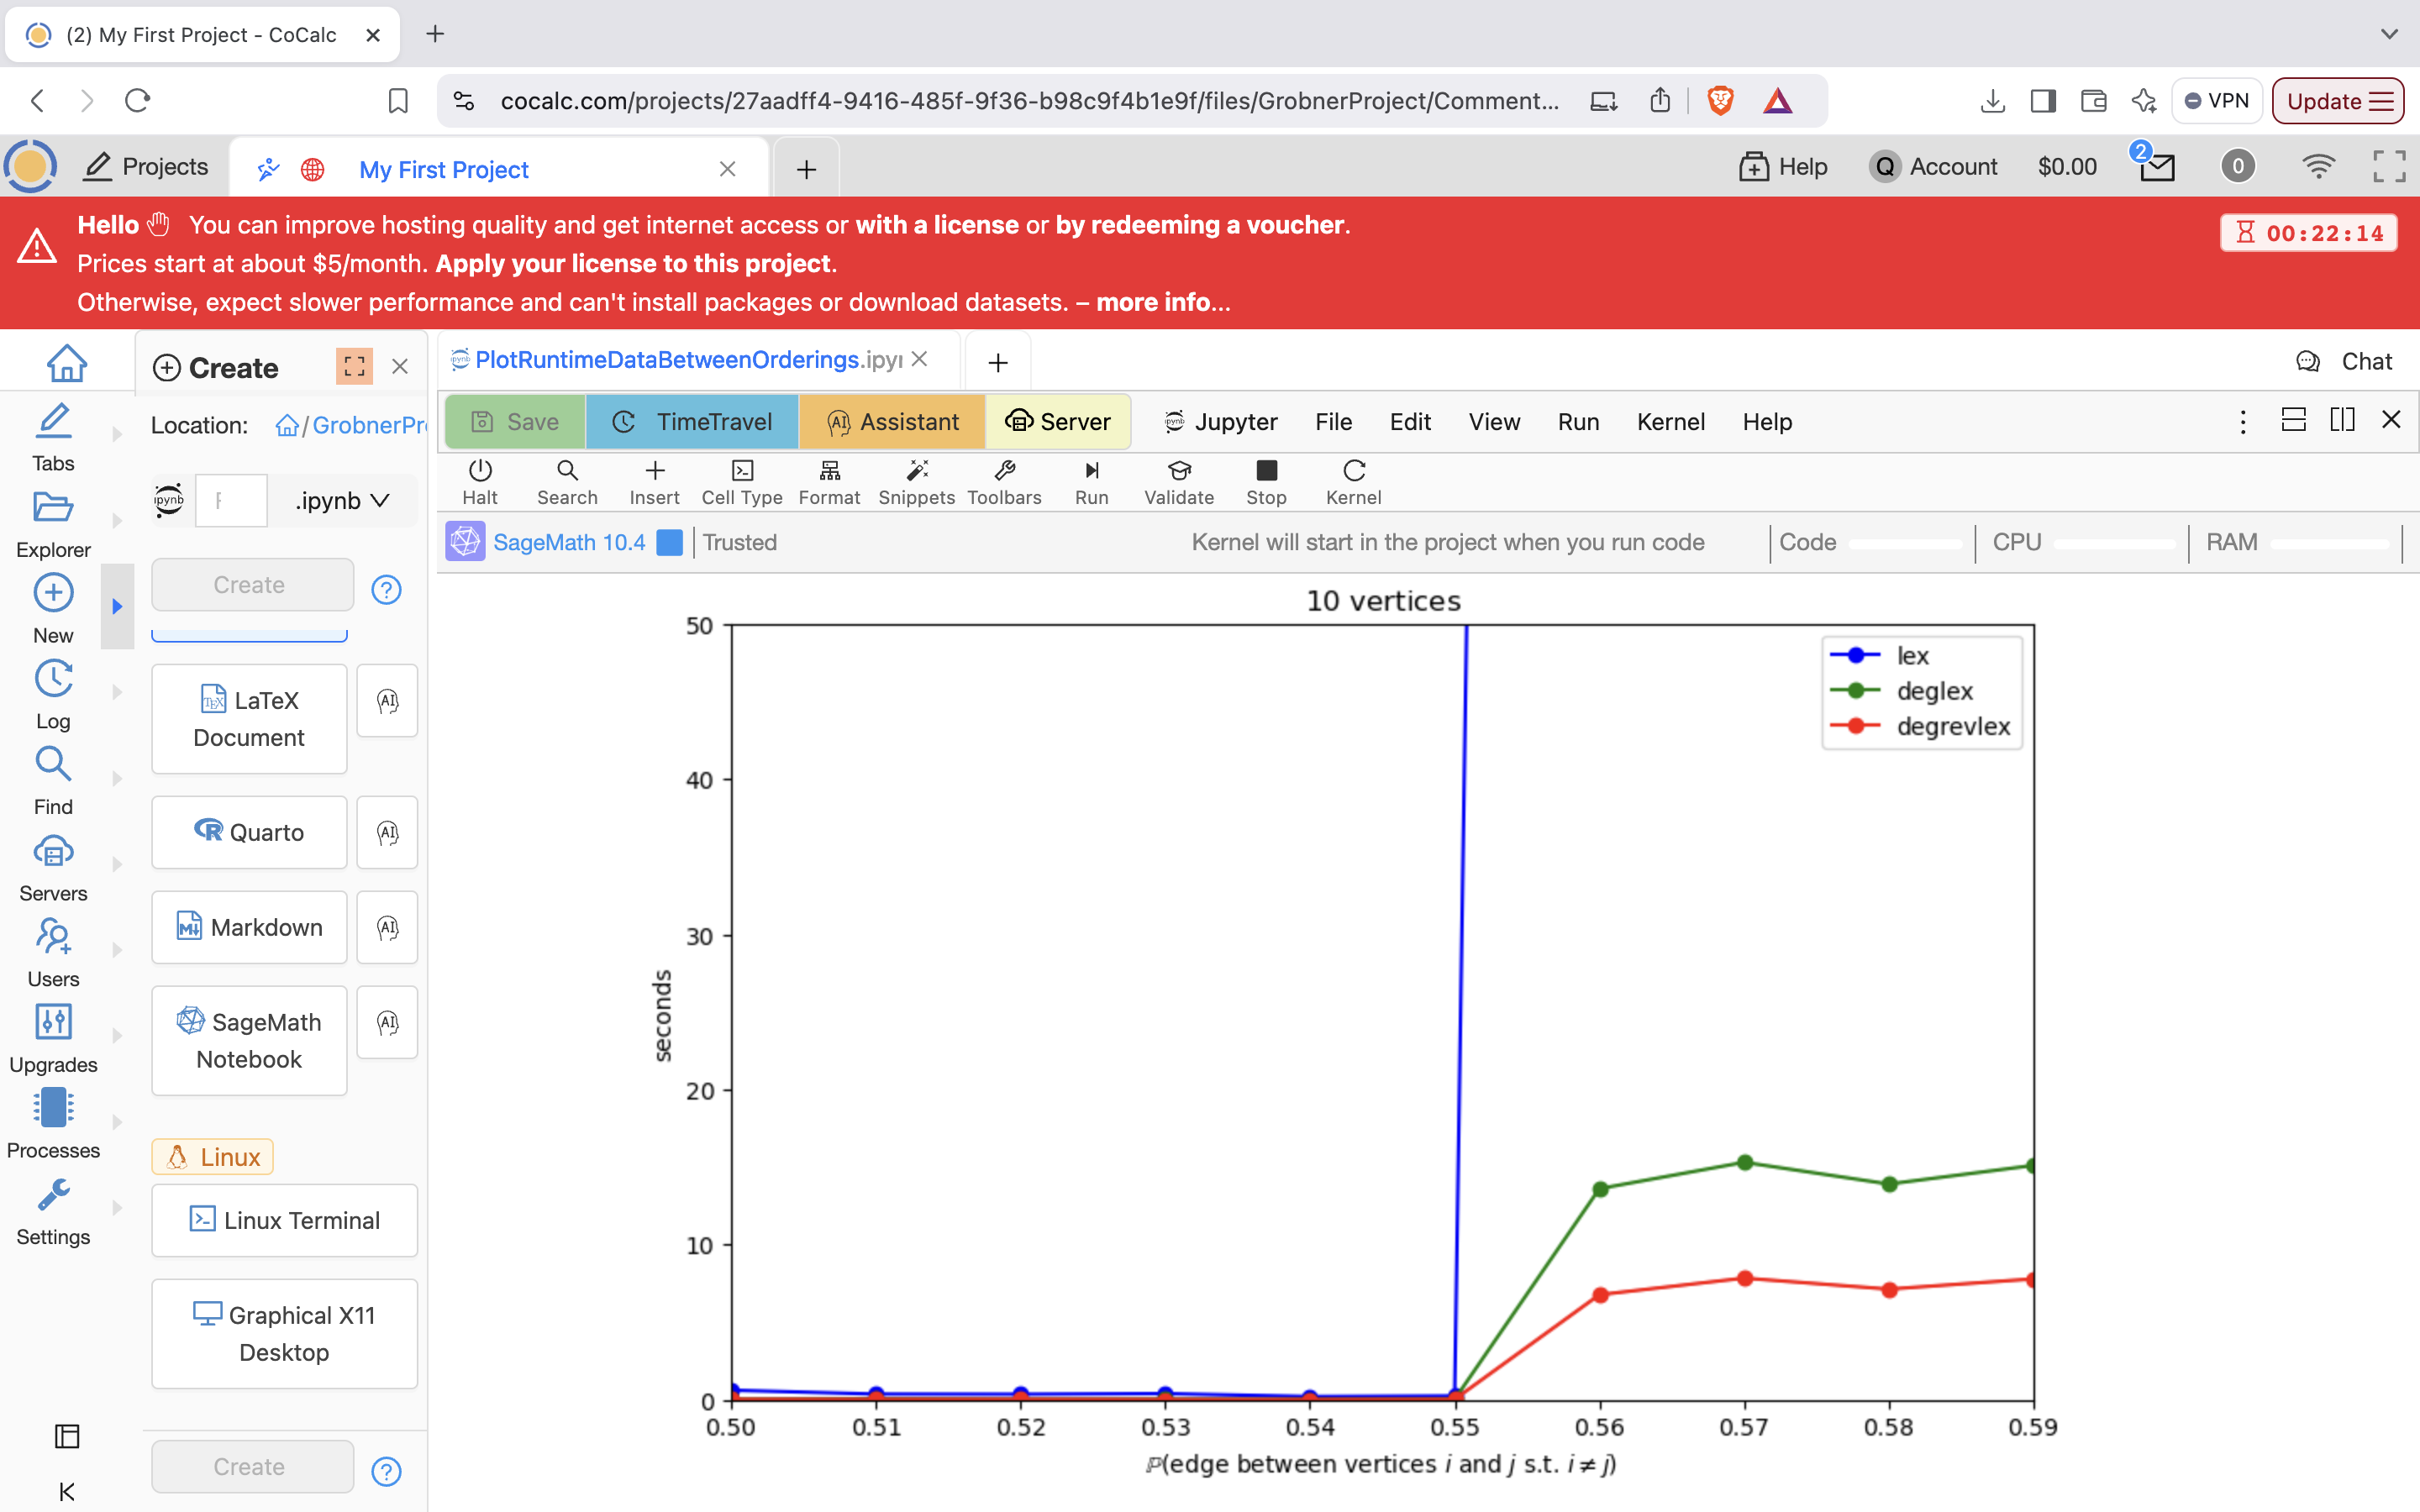 (2) My First Project - CoCalc
cocalc.com/projects/27aadff4-9416-485f-9f36-b98c9f4b1e9f/files/GrobnerProject/Comment...
VPN
Update
Projects
My First Project
Help
Q Account
$0.00
2
0
Hello You can improve hosting quality and get internet access or with a license or by redeeming a voucher.
Prices start at about $5/month. Apply your license to this project.
Otherwise, expect slower performance and can't install packages or download datasets. – more info...
00:22:14
Tabs
Explorer
New
Log
Find
Servers
Users
Upgrades
Processes
Settings
Create
Location: /GrobnerPr
ipynb
.ipynb
Create
LaTeX
Document
AI
Quarto
AI
Markdown
AI
SageMath
Notebook
AI
Linux
Linux Terminal
Graphical X11
Desktop
Create
PlotRuntimeDataBetweenOrderings.ipy
Chat
Save
TimeTravel
Assistant
Server
Jupyter
File
Edit
View
Run
Kernel
Help
Halt
Search
Insert
Cell Type
Format
Snippets
Toolbars
Run
Validate
Stop
Kernel
SageMath 10.4
Trusted
Kernel will start in the project when you run code
Code
CPU
RAM
10 vertices
50
40
30
20
10
0
seconds
lex
deglex
degrevlex
0.50 0.51 0.52 0.53 0.54 0.55 0.56 0.57 0.58 0.59
ℙ(edge between vertices i and j s.t. i ≠ j)